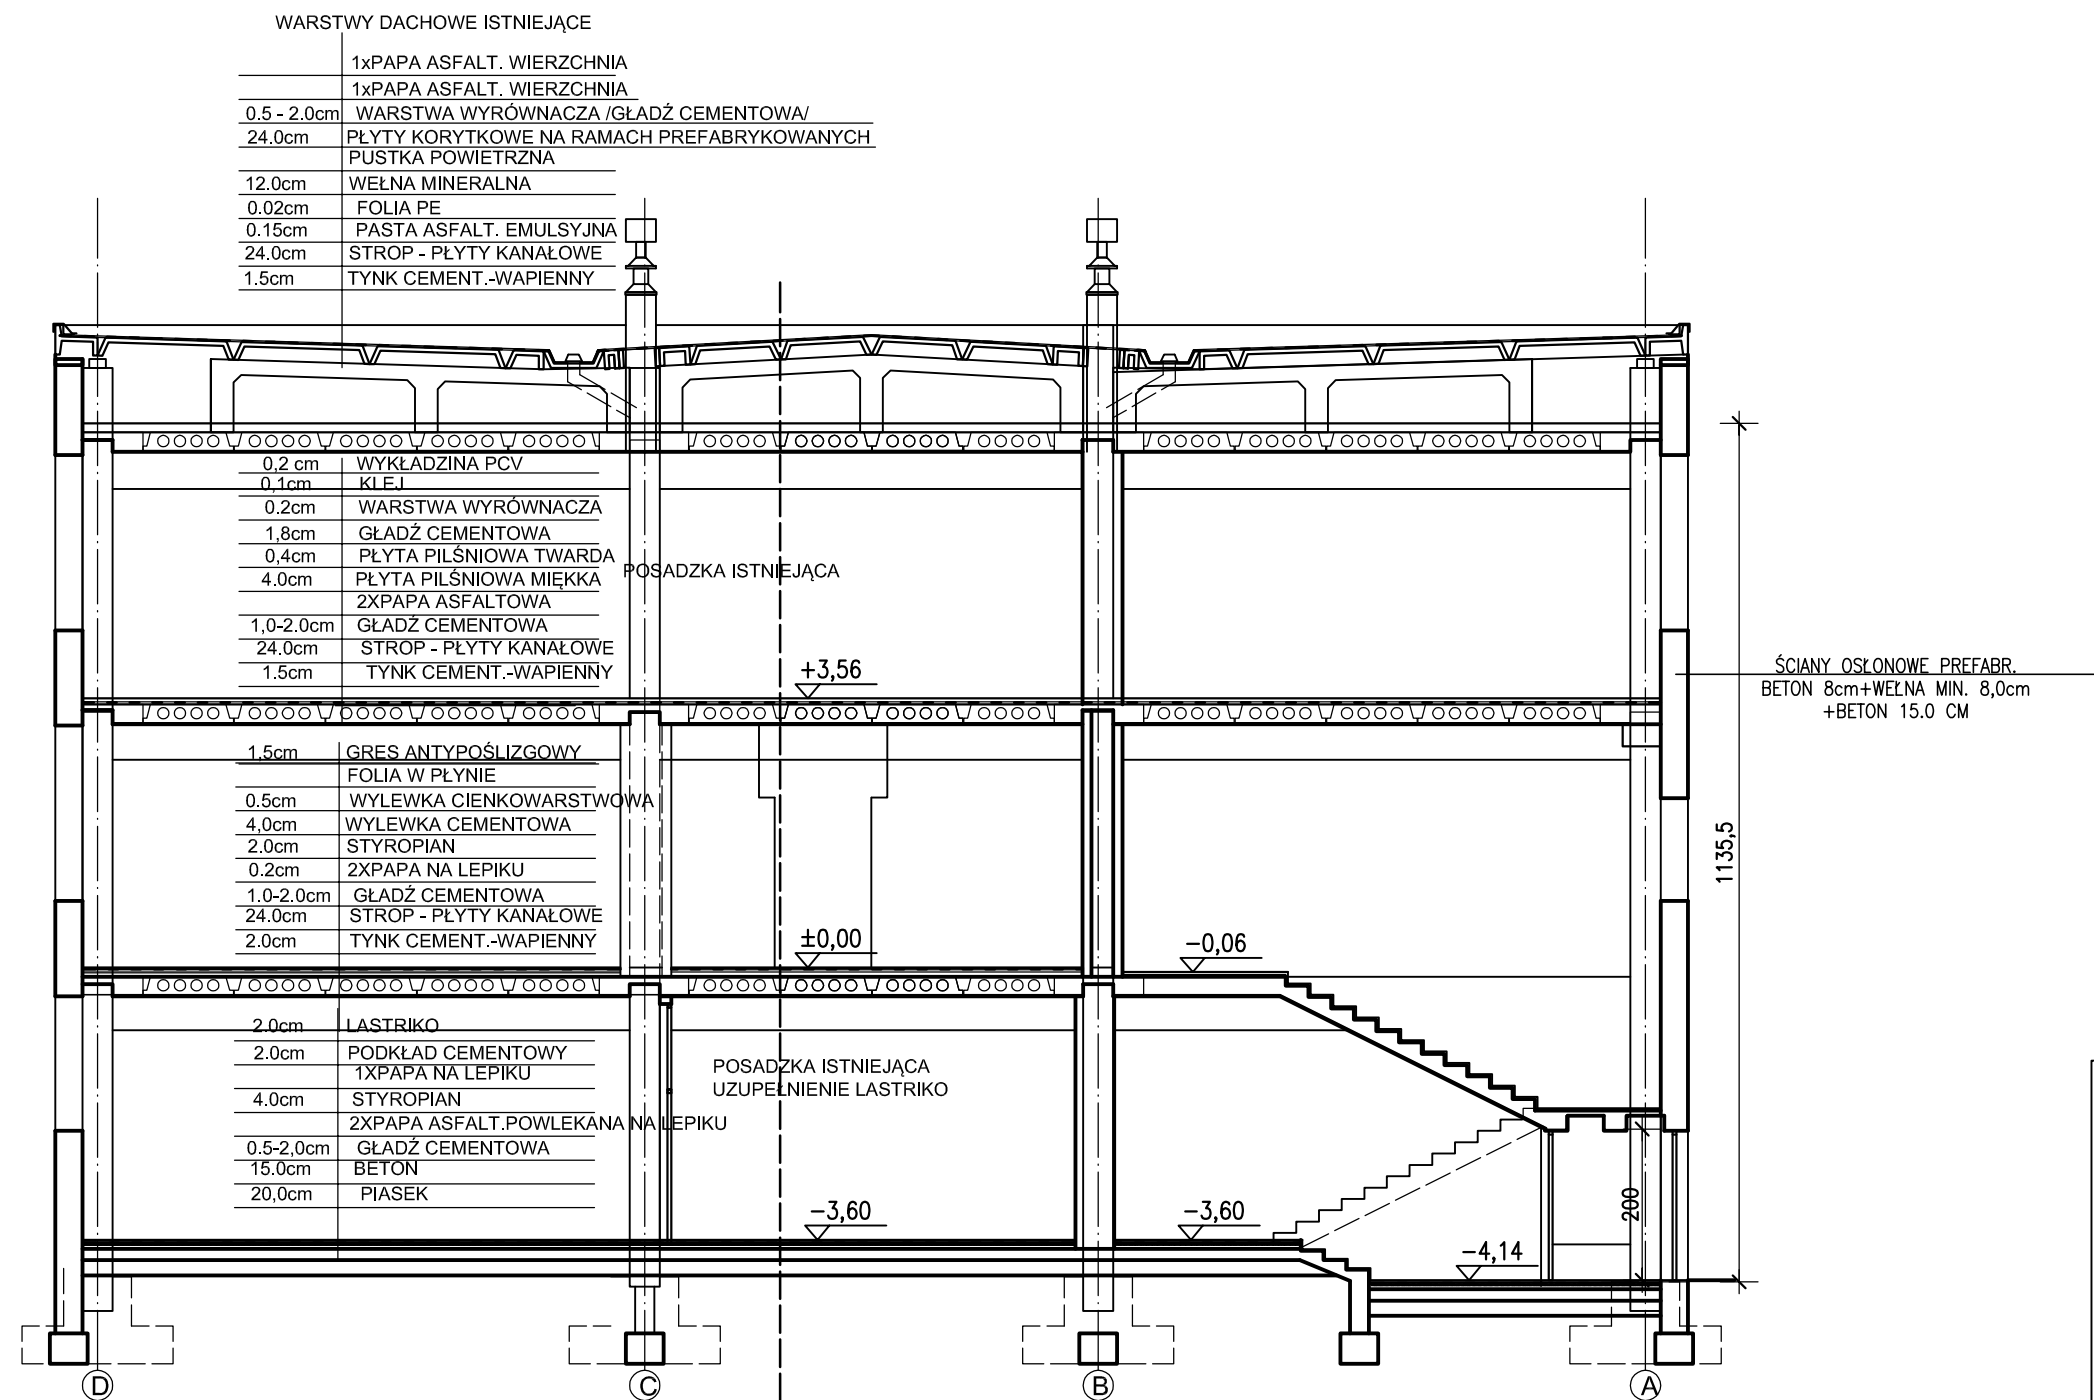 WARSTWY DACHOWE ISTNIEJĄCE
1xPAPA ASFALT. WIERZCHNIA
1xPAPA ASFALT. WIERZCHNIA
0.5 - 2.0cm WARSTWA WYRÓWNACZA /GŁADŹ CEMENTOWA/
24.0cm PŁYTY KORYTKOWE NA RAMACH PREFABRYKOWANYCH
PUSTKA POWIETRZNA
12.0cm WEŁNA MINERALNA
0.02cm FOLIA PE
0.15cm PASTA ASFALT. EMULSYJNA
24.0cm STROP - PŁYTY KANAŁOWE
1.5cm TYNK CEMENT.-WAPIENNY
0,2 cm WYKŁADZINA PCV
0,1cm KLEJ
0.2cm WARSTWA WYRÓWNACZA
1,8cm GŁADŹ CEMENTOWA
0,4cm PŁYTA PILŚNIOWA TWARDA
4.0cm PŁYTA PILŚNIOWA MIĘKKA
2XPAPA ASFALTOWA
1,0-2.0cm GŁADŹ CEMENTOWA
24.0cm STROP - PŁYTY KANAŁOWE
1.5cm TYNK CEMENT.-WAPIENNY
POSADZKA ISTNIEJĄCA
+3,56
ŚCIANY OSŁONOWE PREFABR.
BETON 8cm+WEŁNA MIN. 8,0cm
+BETON 15.0 CM
1,5cm GRES ANTYPOŚLIZGOWY
FOLIA W PŁYNIE
0.5cm WYLEWKA CIENKOWARSTWOWA
4,0cm WYLEWKA CEMENTOWA
2.0cm STYROPIAN
0.2cm 2XPAPA NA LEPIKU
1.0-2.0cm GŁADŹ CEMENTOWA
24.0cm STROP - PŁYTY KANAŁOWE
2.0cm TYNK CEMENT.-WAPIENNY
±0,00
-0,06
1135,5
2.0cm LASTRIKO
2.0cm PODKŁAD CEMENTOWY
1XPAPA NA LEPIKU
4.0cm STYROPIAN
2XPAPA ASFALT.POWLEKANA NA LEPIKU
0.5-2,0cm GŁADŹ CEMENTOWA
15.0cm BETON
20,0cm PIASEK
POSADZKA ISTNIEJĄCA
UZUPEŁNIENIE LASTRIKO
-3,60
-3,60
-4,14
200
D
C
B
A